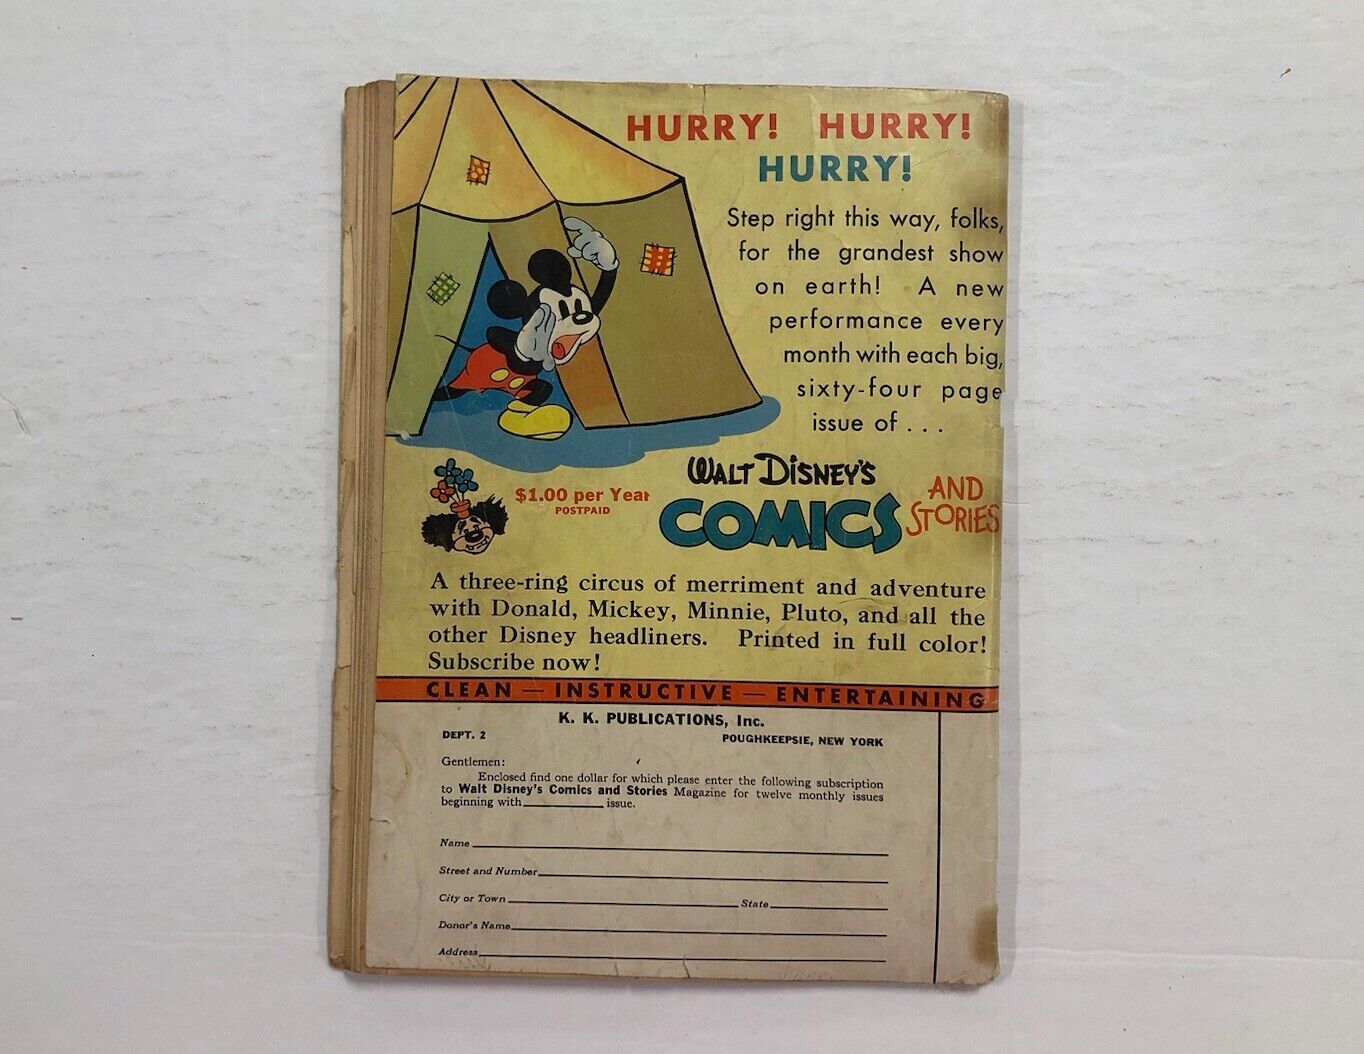 HURRY! HURRY!
HURRY!
Step right this way, folks,
for the grandest show
on earth! A new
performance every
month with each big,
sixty-four page
issue of . . .
$1.00 per Year
POSTPAID
WALT DISNEY'S
COMICS AND
STORIES
A three-ring circus of merriment and adventure
with Donald, Mickey, Minnie, Pluto, and all the
other Disney headliners. Printed in full color!
Subscribe now!
CLEAN — INSTRUCTIVE — ENTERTAINING
K. K. PUBLICATIONS, Inc.
DEPT. 2 POUGHKEEPSIE, NEW YORK
Gentlemen:
Enclosed find one dollar for which please enter the following subscription
to Walt Disney's Comics and Stories Magazine for twelve monthly issues
beginning with____________ issue.
Name
Street and Number
City or Town State
Donor's Name
Address